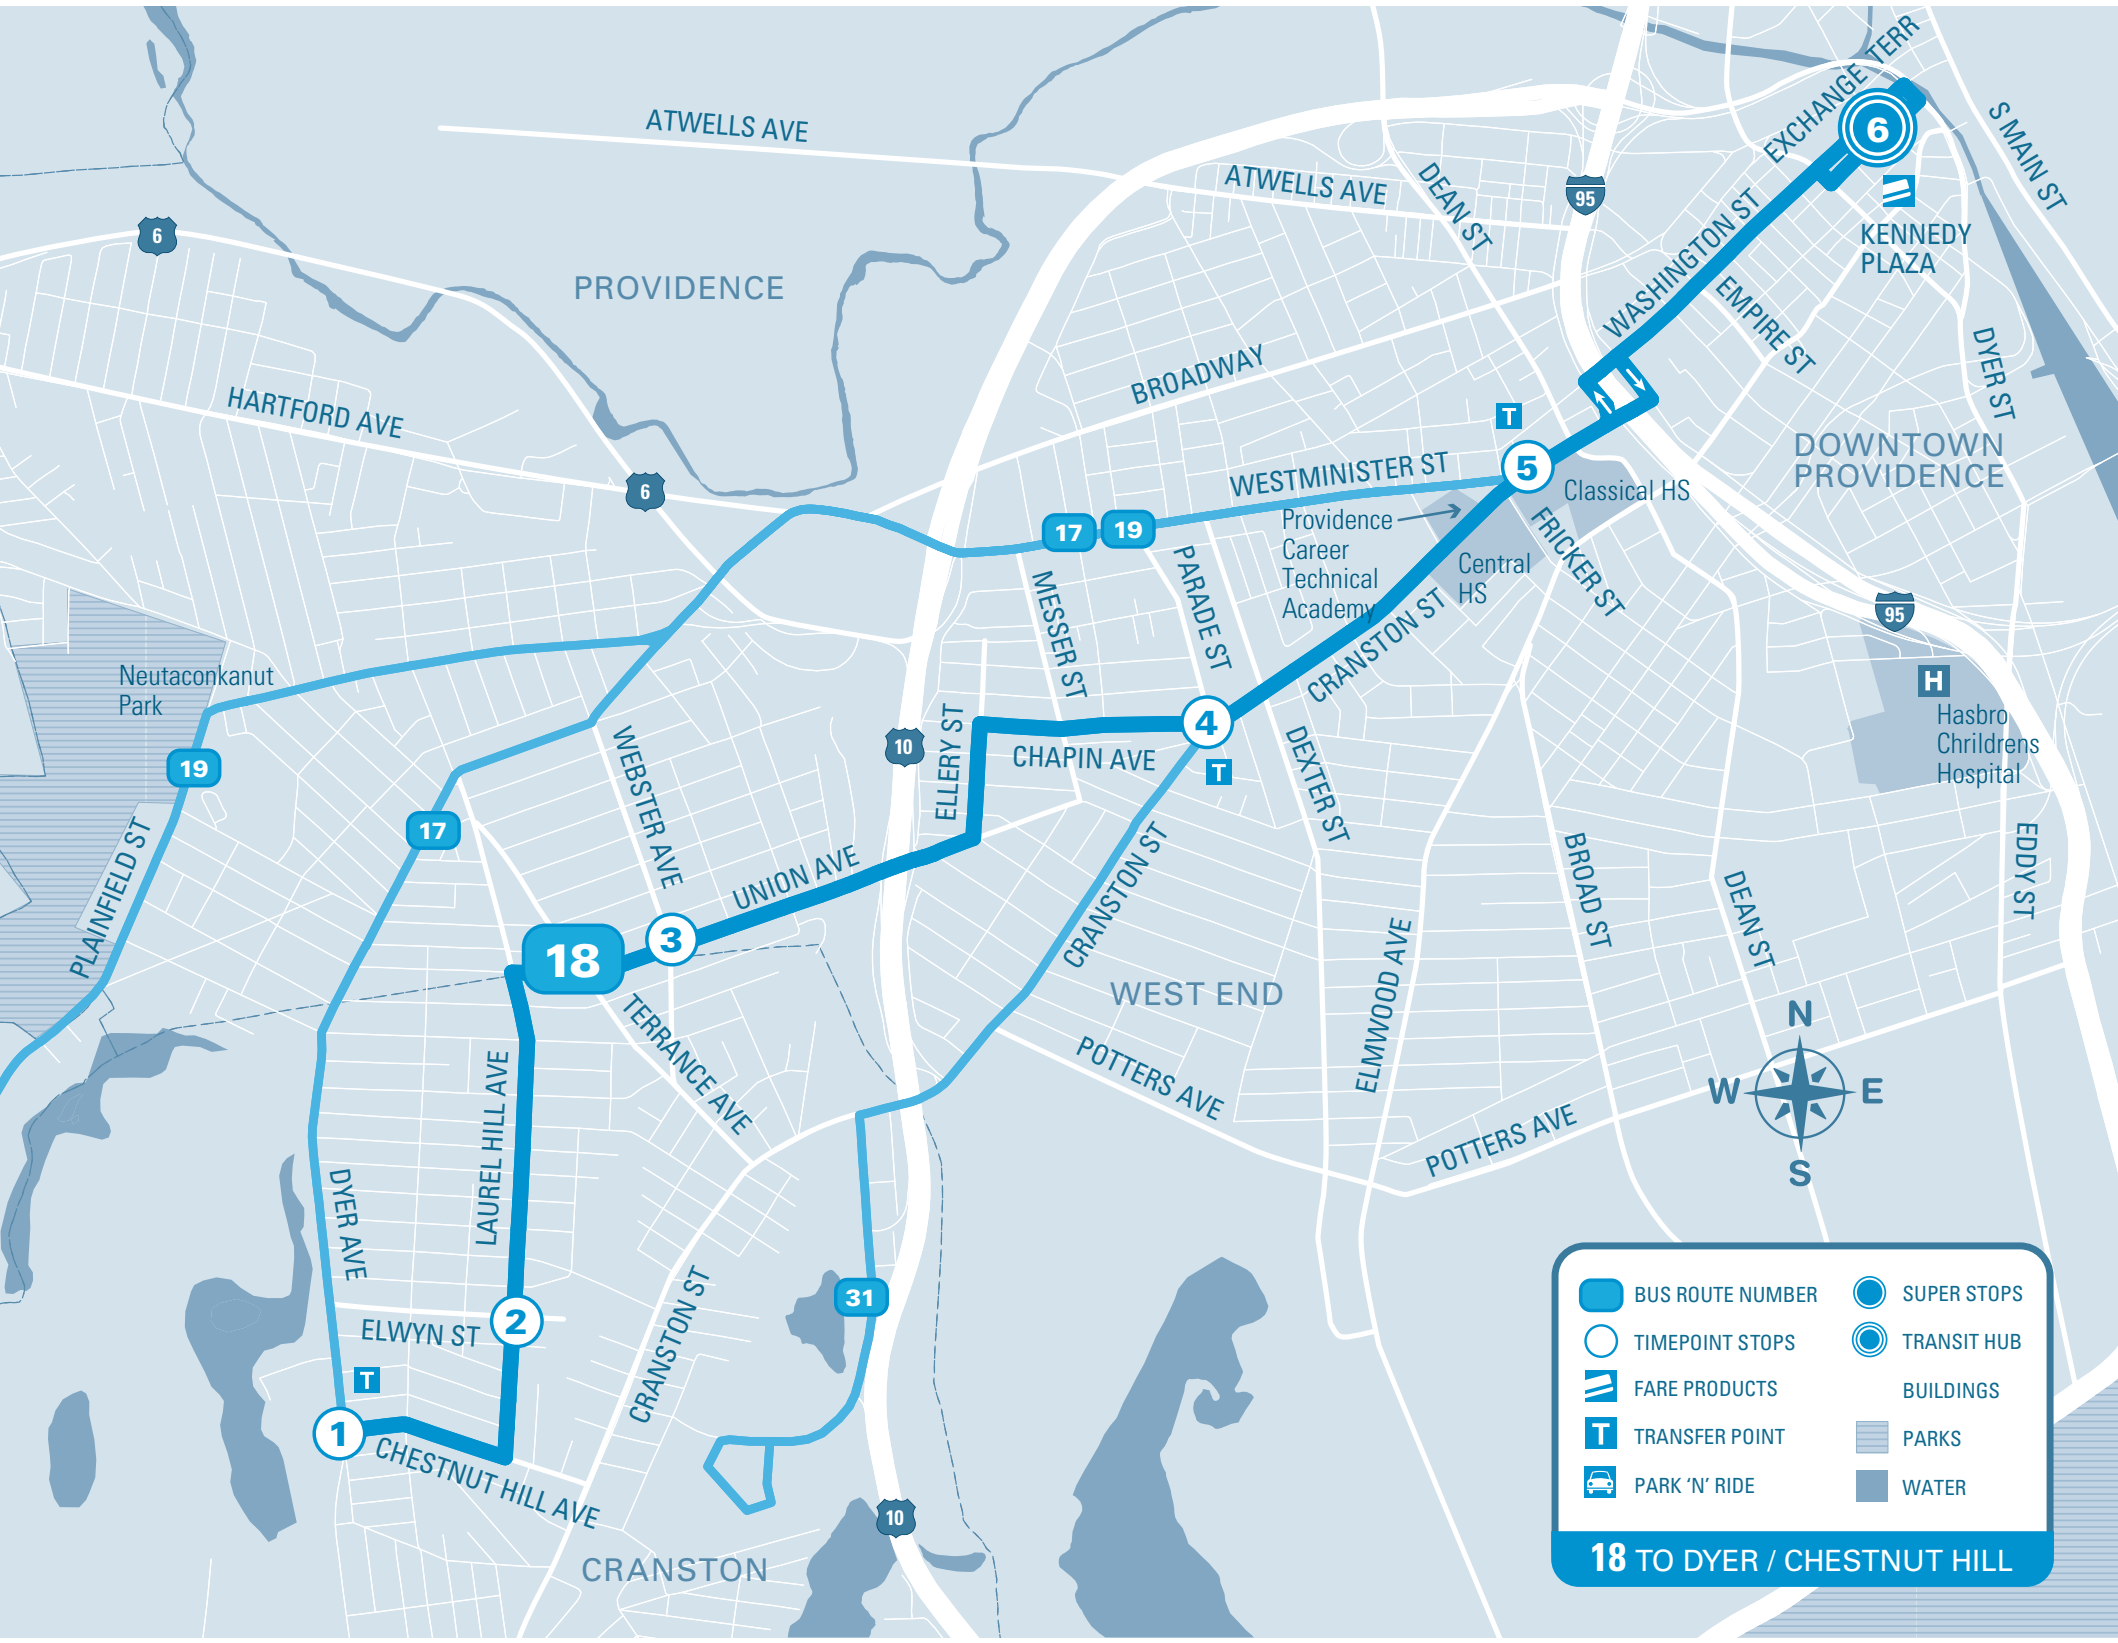 EXCHANGE TERR
6
S MAIN ST
ATWELLS AVE
ATWELLS AVE
DEAN ST
95
6
KENNEDY
PLAZA
WASHINGTON ST
EMPIRE ST
PROVIDENCE
DYER ST
BROADWAY
HARTFORD AVE
T
DOWNTOWN
PROVIDENCE
WESTMINISTER ST
5
6
Classical HS
17
19
Providence
Career
Technical
Academy
Central
HS
FRICKER ST
MESSER ST
PARADE ST
CRANSTON ST
95
Neutaconkanut
Park
H
Hasbro
Chrildrens
Hospital
4
T
10
ELLERY ST
CHAPIN AVE
DEXTER ST
WEBSTER AVE
19
17
PLAINFIELD ST
UNION AVE
CRANSTON ST
BROAD ST
DEAN ST
EDDY ST
18
3
WEST END
ELMWOOD AVE
TERRANCE AVE
POTTERS AVE
POTTERS AVE
LAUREL HILL AVE
DYER AVE
N
W
E
S
31
ELWYN ST
2
CRANSTON ST
T
1
CHESTNUT HILL AVE
10
CRANSTON
BUS ROUTE NUMBER
TIMEPOINT STOPS
FARE PRODUCTS
T TRANSFER POINT
PARK ‘N’ RIDE
SUPER STOPS
TRANSIT HUB
BUILDINGS
PARKS
WATER
18 TO DYER / CHESTNUT HILL